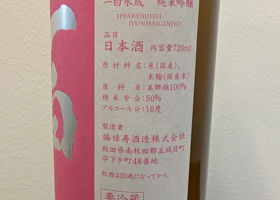 一白水成 純米吟醸
IPPAKUSUISEI
JYUNMAIGINJYO
品目
日本酒 内容量720ml
原材料名：米（国産）、
米麹（国産米）
原料米：美郷錦100%
精米歩合：50%
アルコール分：16度
製造者
福禄寿酒造株式会社
秋田県南秋田郡五城目町
字下タ町48番地
飲酒は20歳になってから。
要冷蔵